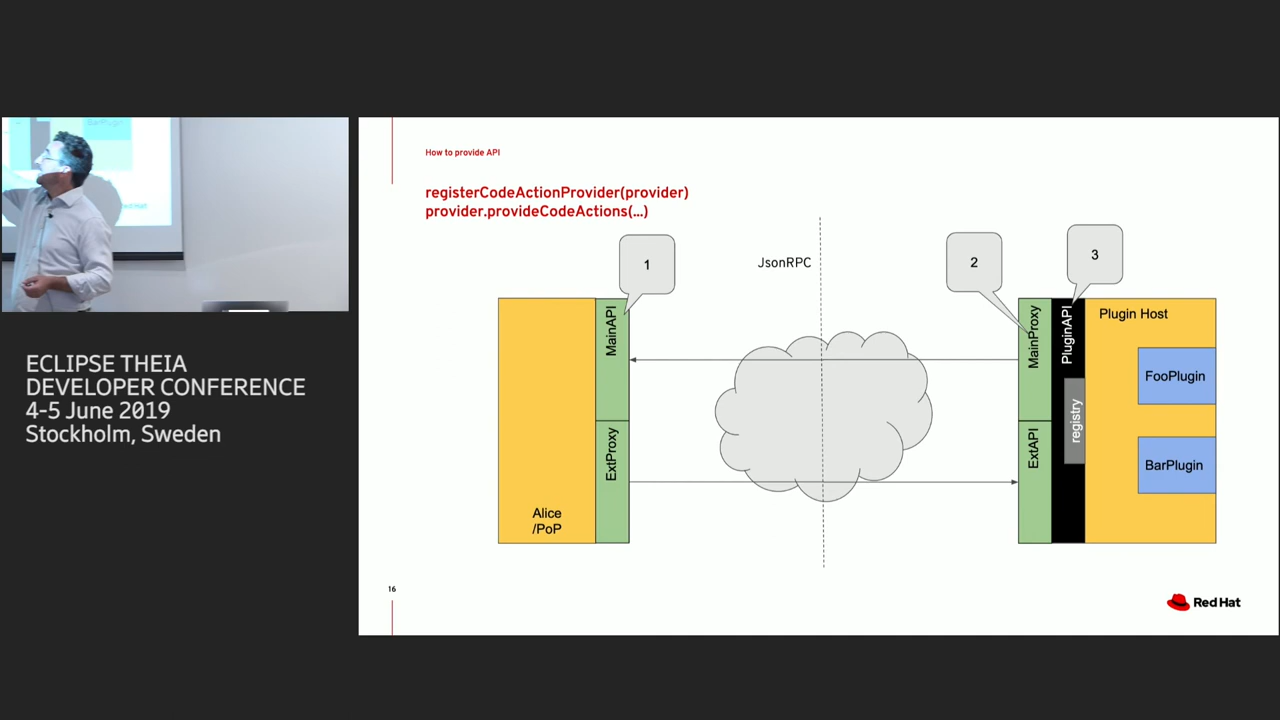 How to provide API
registerCodeActionProvider(provider)
provider.provideCodeActions(...)
JsonRPC
1
2
3
MainAPI
ExtProxy
Alice
/PoP
MainProxy
ExtAPI
PluginAPI
registry
Plugin Host
FooPlugin
BarPlugin
16
Red Hat
ECLIPSE THEIA
DEVELOPER CONFERENCE
4-5 June 2019
Stockholm, Sweden